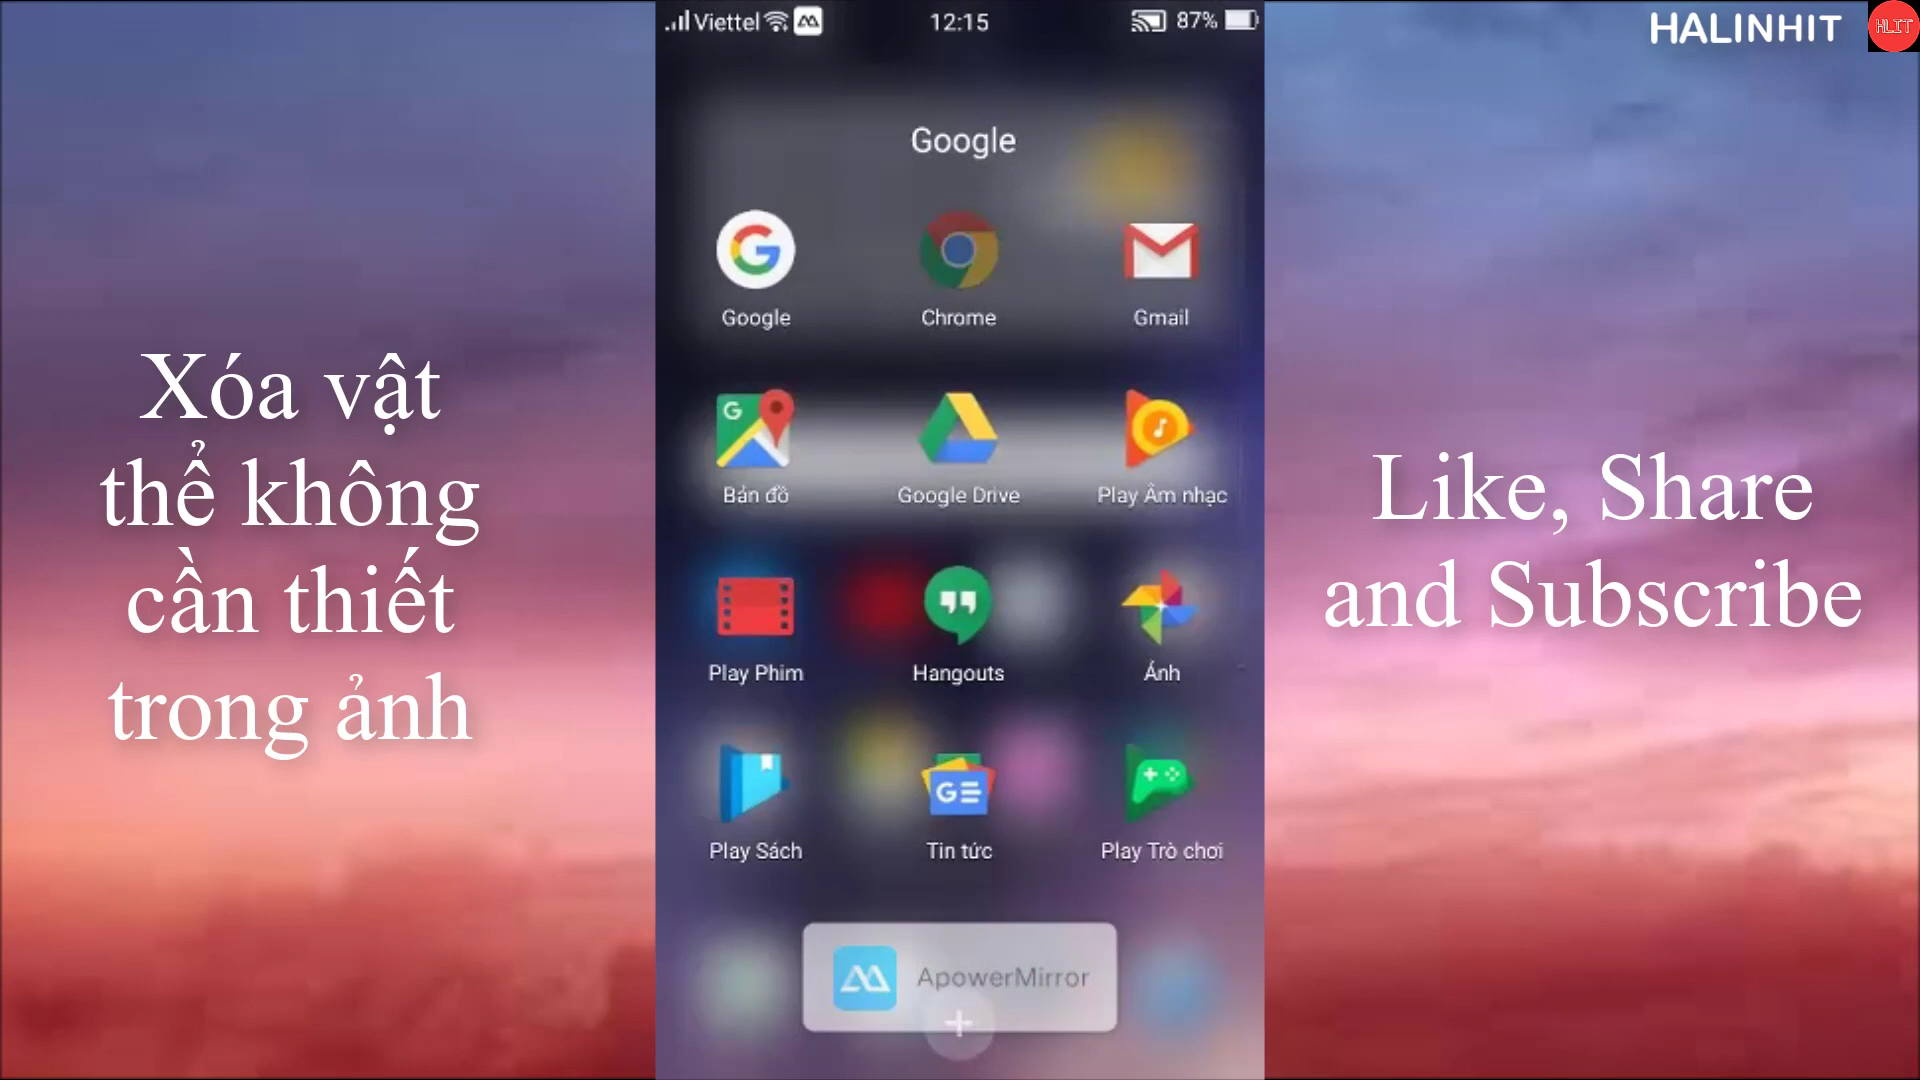 Viettel 12:15 87%
HALINHIT
HLIT
Google
Google Chrome Gmail
G
Bản đồ Google Drive Play Âm nhạc
Play Phim Hangouts Ảnh
GE
Play Sách Tin tức Play Trò chơi
ApowerMirror
+
Xóa vật
thể không
cần thiết
trong ảnh
Like, Share
and Subscribe